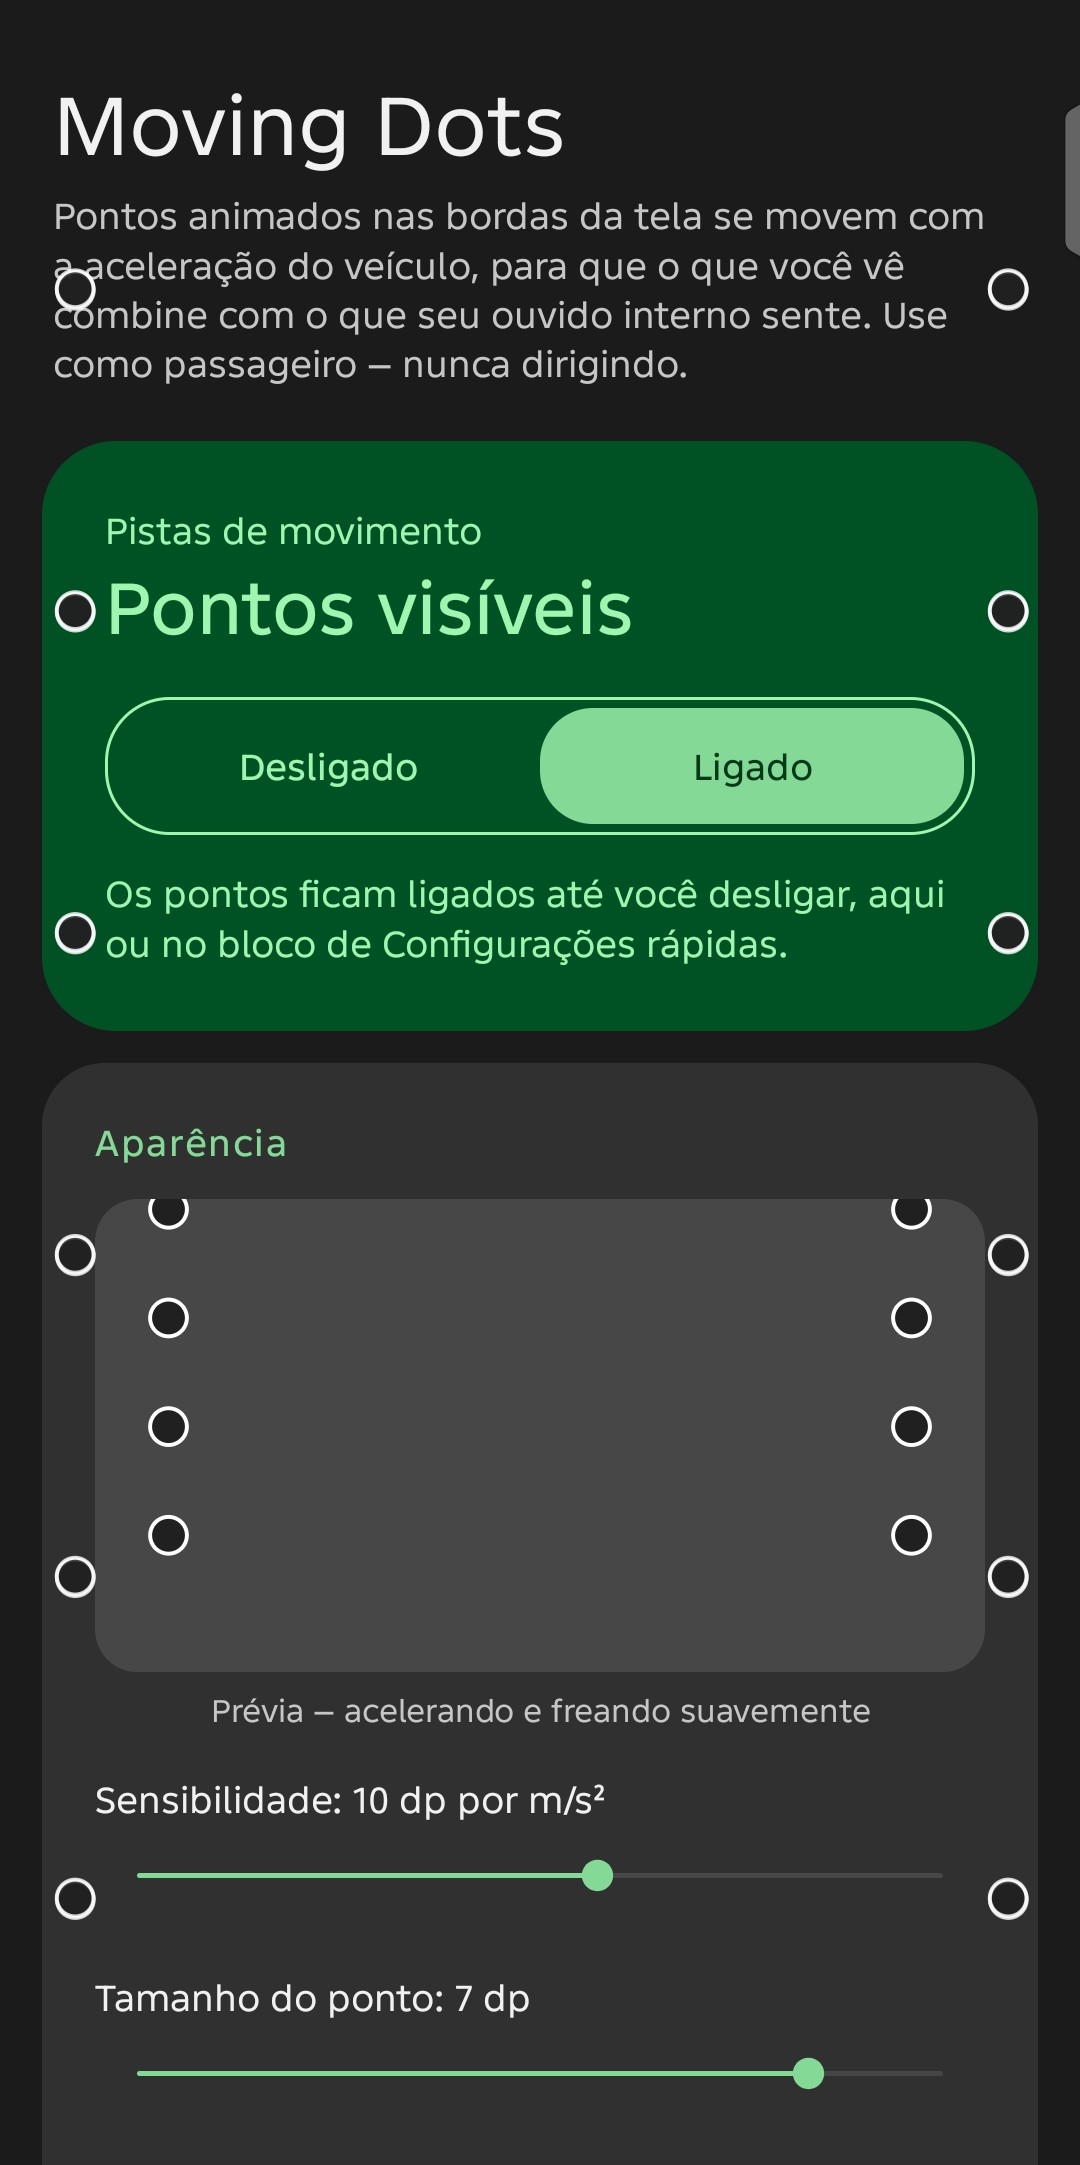 Moving Dots
Pontos animados nas bordas da tela se movem com
a aceleração do veículo, para que o que você vê
combine com o que seu ouvido interno sente. Use
como passageiro — nunca dirigindo.
Pistas de movimento
Pontos visíveis
Desligado
Ligado
Os pontos ficam ligados até você desligar, aqui
ou no bloco de Configurações rápidas.
Aparência
Prévia — acelerando e freando suavemente
Sensibilidade: 10 dp por m/s²
Tamanho do ponto: 7 dp